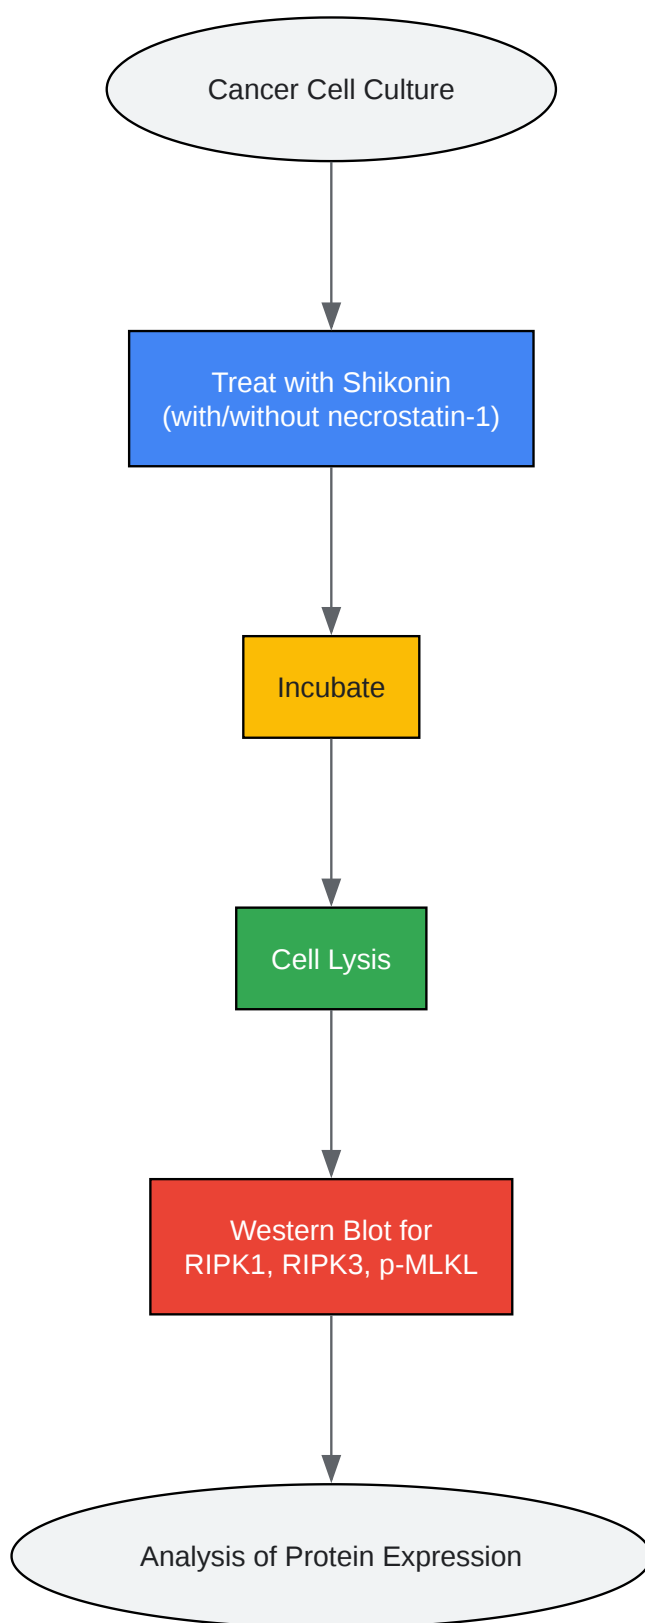 Cancer Cell Culture
Treat with Shikonin
(with/without necrostatin-1)
Incubate
Cell Lysis
Western Blot for
RIPK1, RIPK3, p-MLKL
Analysis of Protein Expression